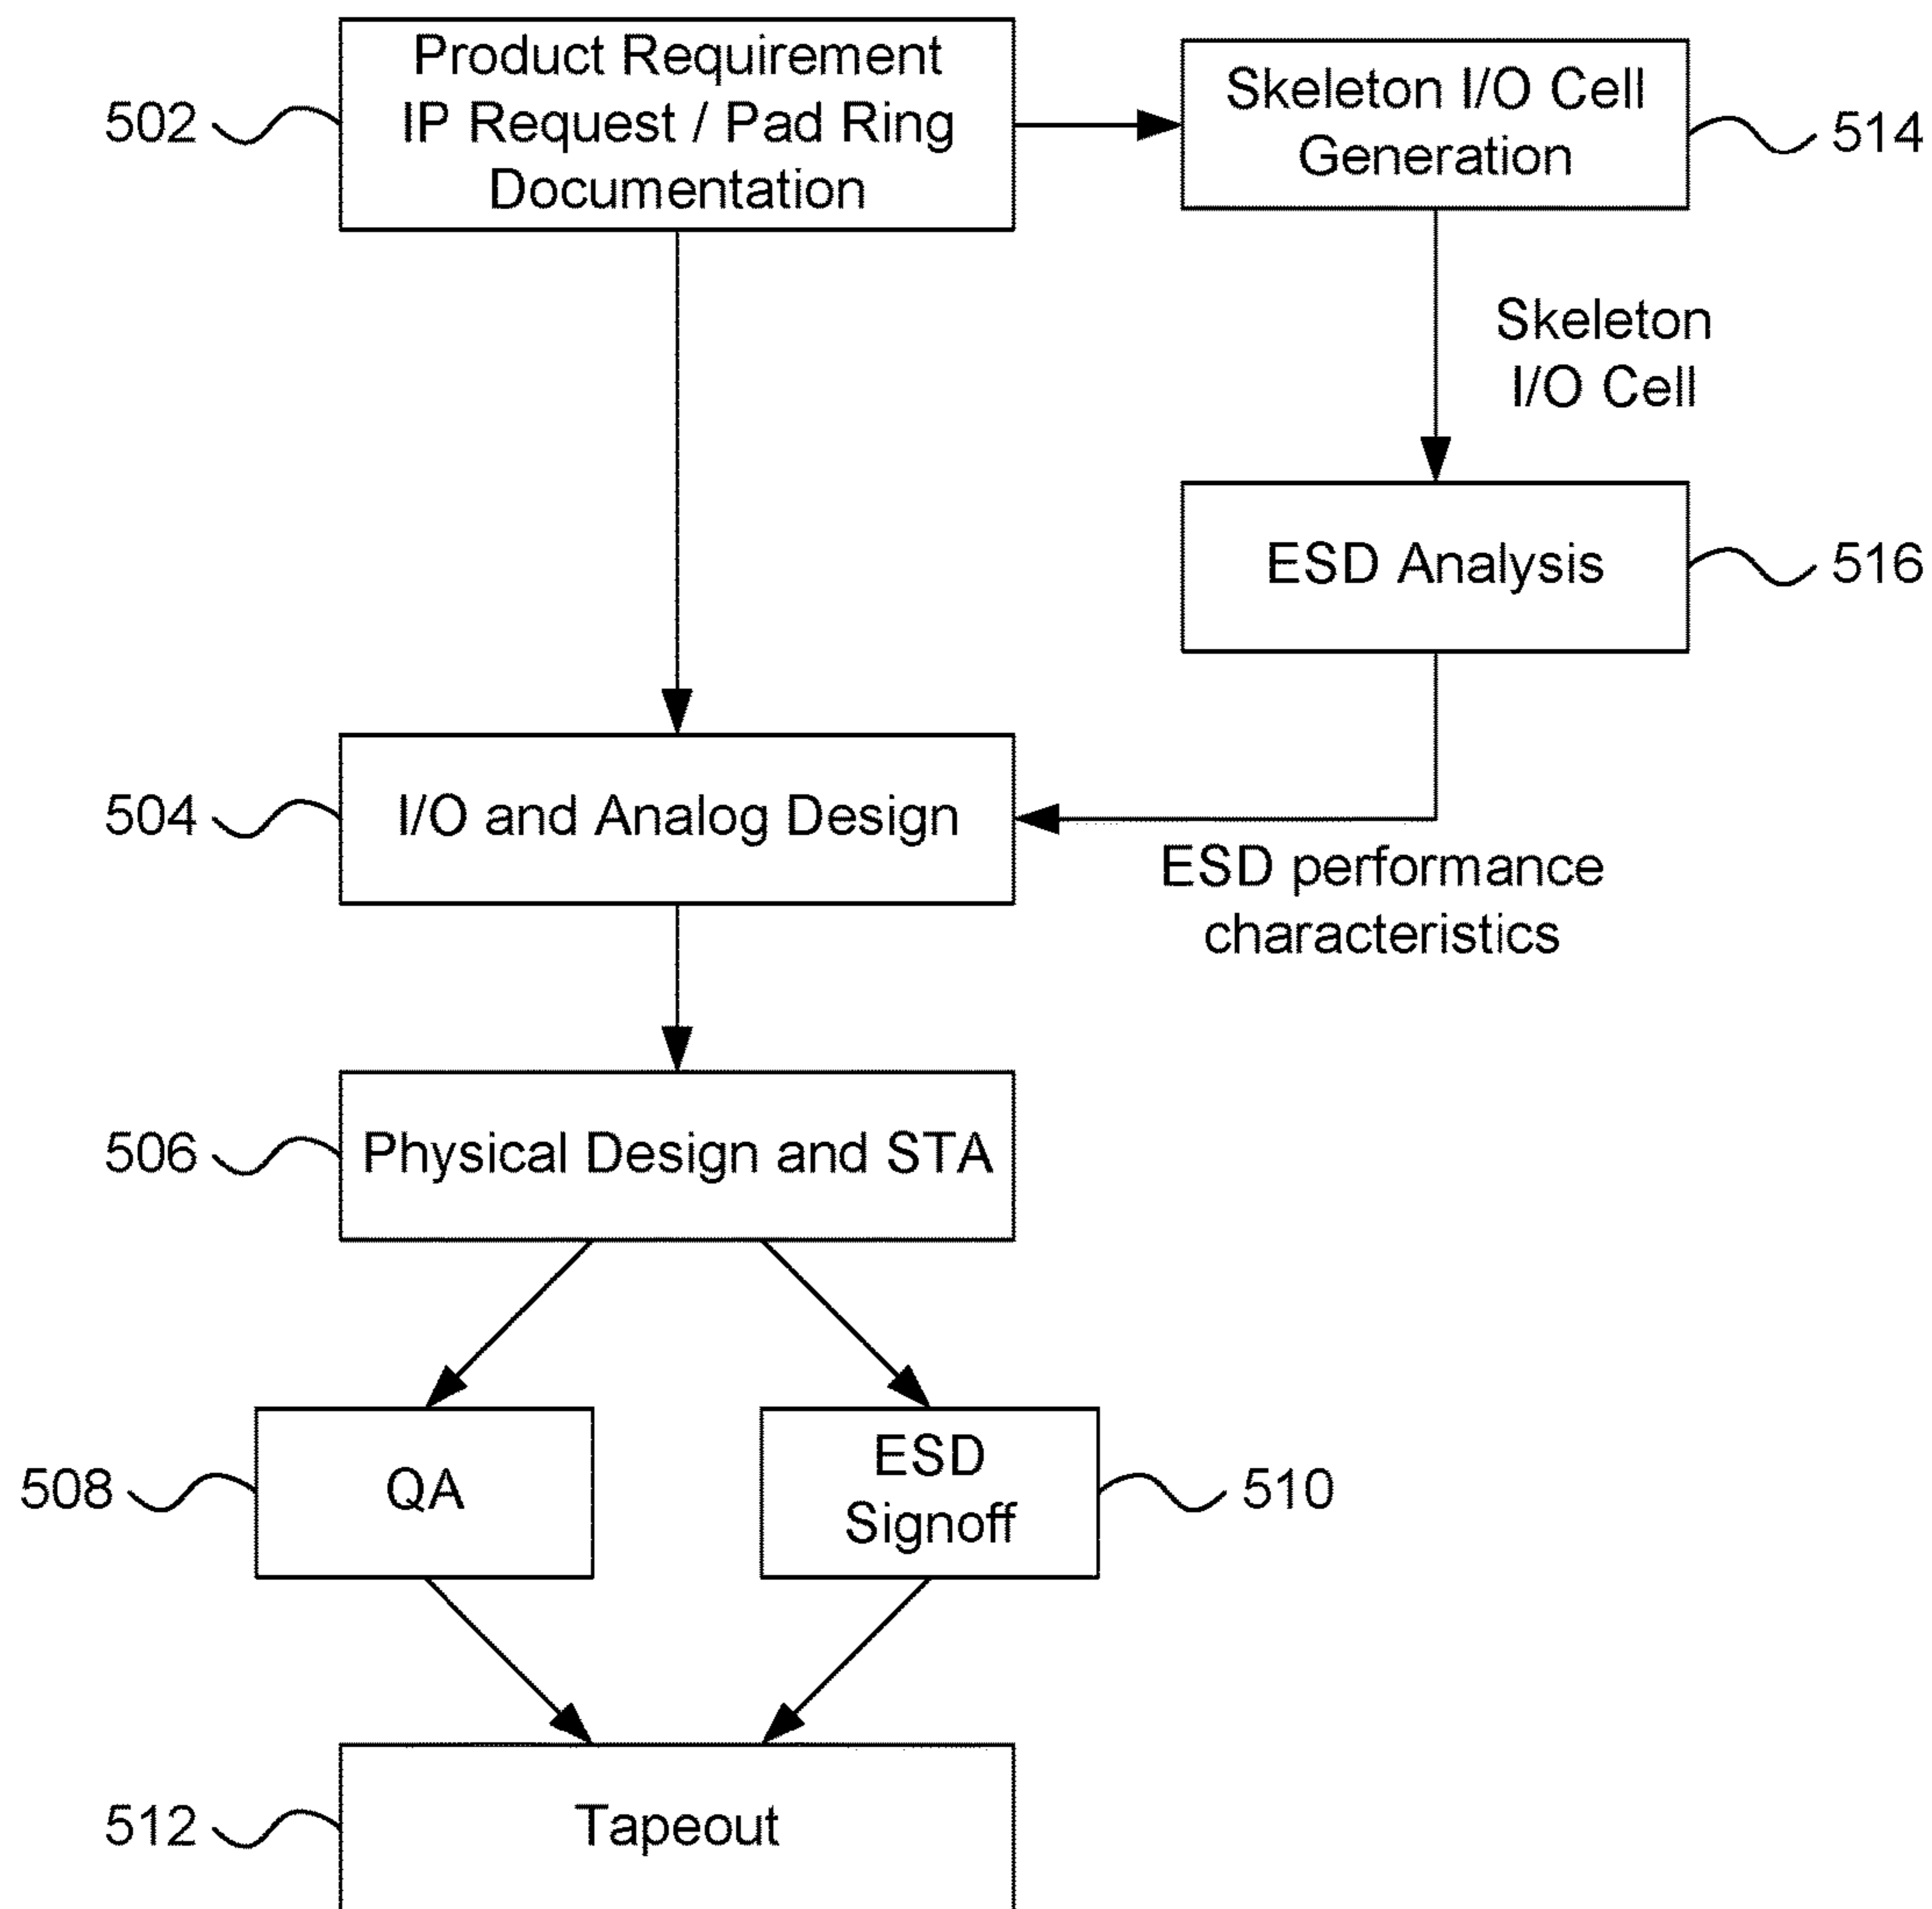 Product Requirement
IP Request / Pad Ring
Documentation
502
Skeleton I/O Cell
Generation
514
Skeleton
I/O Cell
ESD Analysis
516
I/O and Analog Design
504
ESD performance
characteristics
Physical Design and STA
506
QA
508
ESD
Signoff
510
Tapeout
512